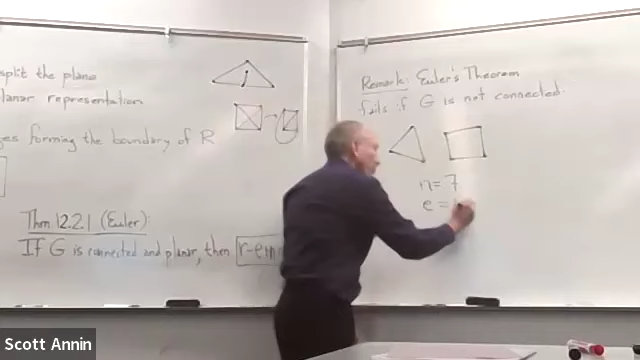 split the plane
planar representation
ges forming the boundary of R
Thm 12.2.1 (Euler):
If G is connected and planar, then r-e+n
Remark: Euler's Theorem
fails if G is not connected.
n = 7
e =
Scott Annin